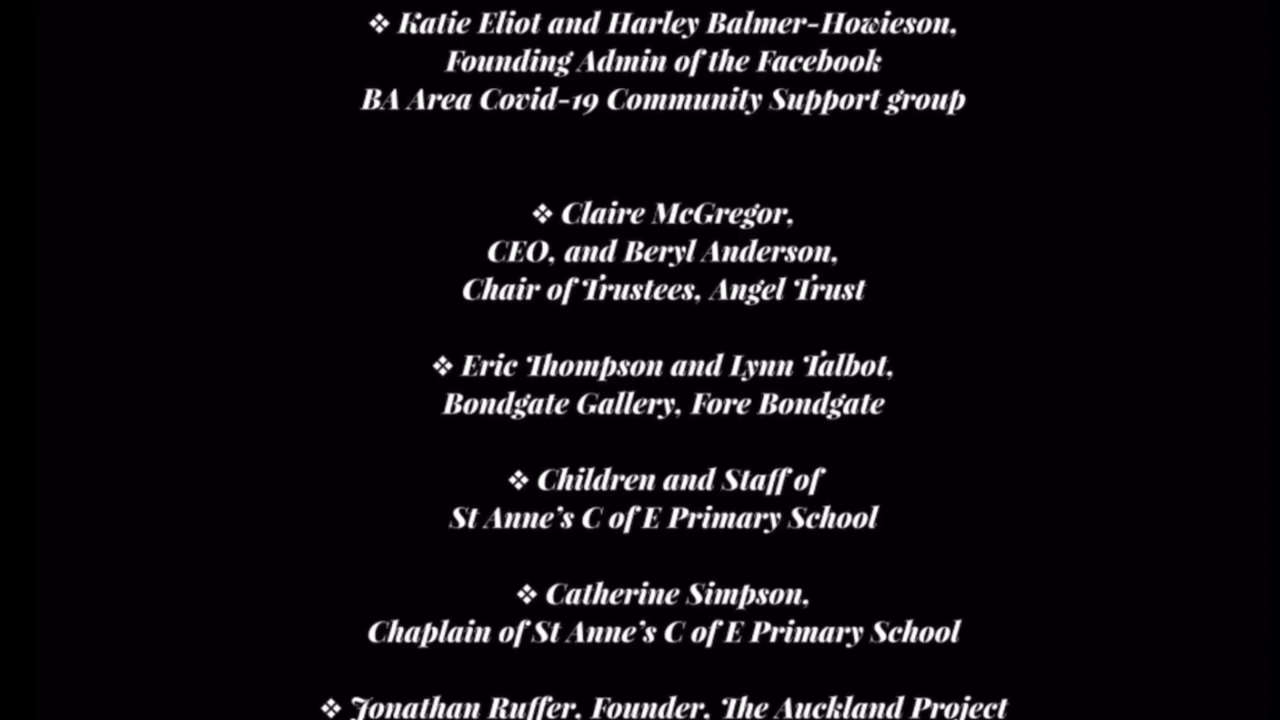 ❖ Katie Eliot and Harley Balmer-Howieson,
Founding Admin of the Facebook
BA Area Covid-19 Community Support group
❖ Claire McGregor,
CEO, and Beryl Anderson,
Chair of Trustees, Angel Trust
❖ Eric Thompson and Lynn Talbot,
Bondgate Gallery, Fore Bondgate
❖ Children and Staff of
St Anne's C of E Primary School
❖ Catherine Simpson,
Chaplain of St Anne's C of E Primary School
❖ Jonathan Ruffer, Founder, The Auckland Project